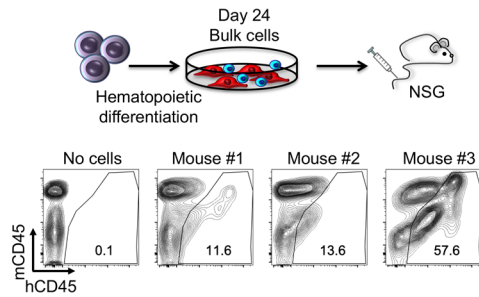 Day 24
Bulk cells
Hematopoietic
differentiation
NSG
No cells
Mouse #1
Mouse #2
Mouse #3
0.1
11.6
13.6
57.6
mCD45
hCD45